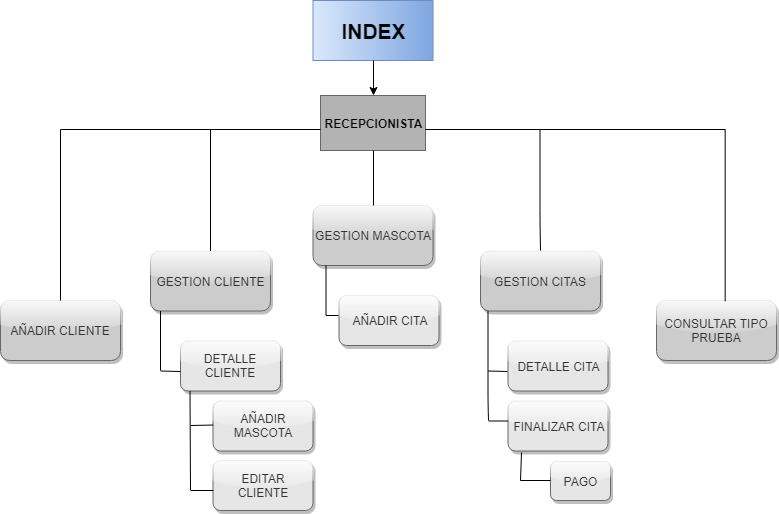 INDEX
RECEPCIONISTA
AÑADIR CLIENTE
GESTION CLIENTE
DETALLE
CLIENTE
AÑADIR
MASCOTA
EDITAR
CLIENTE
GESTION MASCOTA
AÑADIR CITA
GESTION CITAS
DETALLE CITA
FINALIZAR CITA
PAGO
CONSULTAR TIPO
PRUEBA